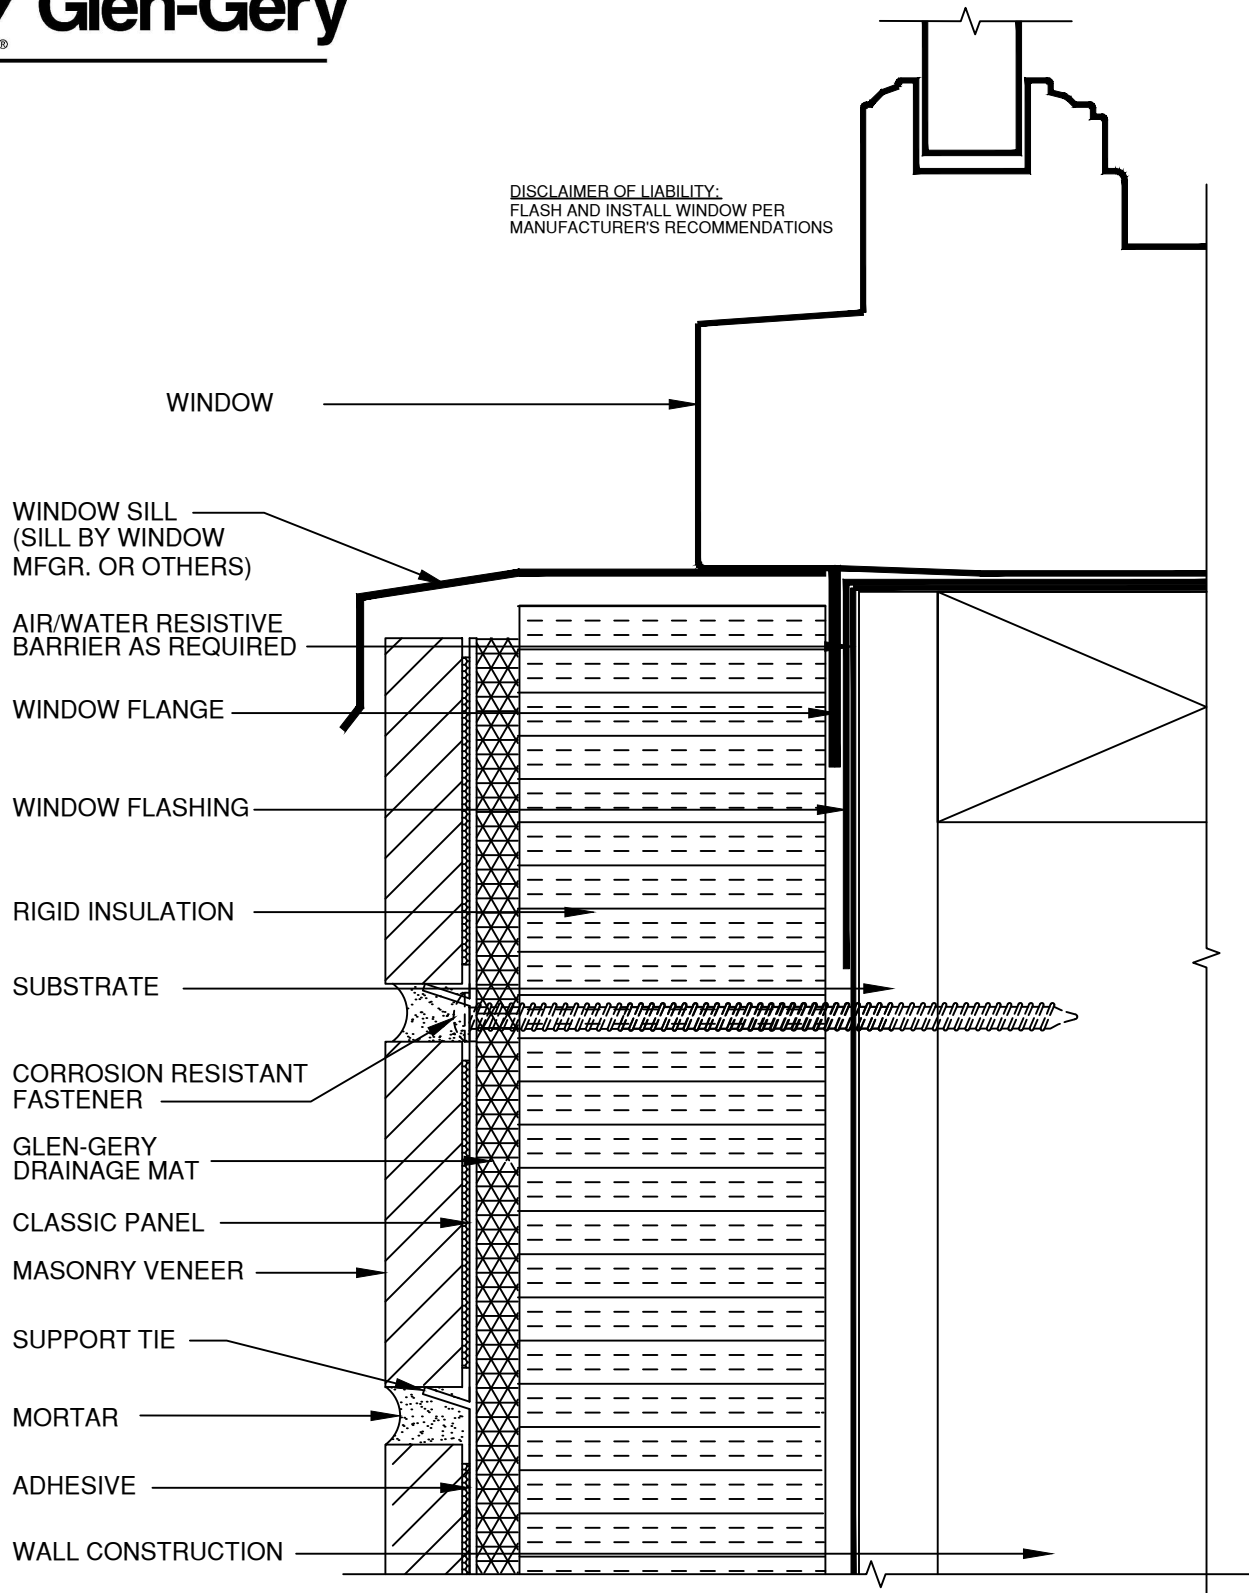 Glen-Gery
®
DISCLAIMER OF LIABILITY:
FLASH AND INSTALL WINDOW PER
MANUFACTURER'S RECOMMENDATIONS
WINDOW
WINDOW SILL
(SILL BY WINDOW
MFGR. OR OTHERS)
AIR/WATER RESISTIVE
BARRIER AS REQUIRED
WINDOW FLANGE
WINDOW FLASHING
RIGID INSULATION
SUBSTRATE
CORROSION RESISTANT
FASTENER
GLEN-GERY
DRAINAGE MAT
CLASSIC PANEL
MASONRY VENEER
SUPPORT TIE
MORTAR
ADHESIVE
WALL CONSTRUCTION